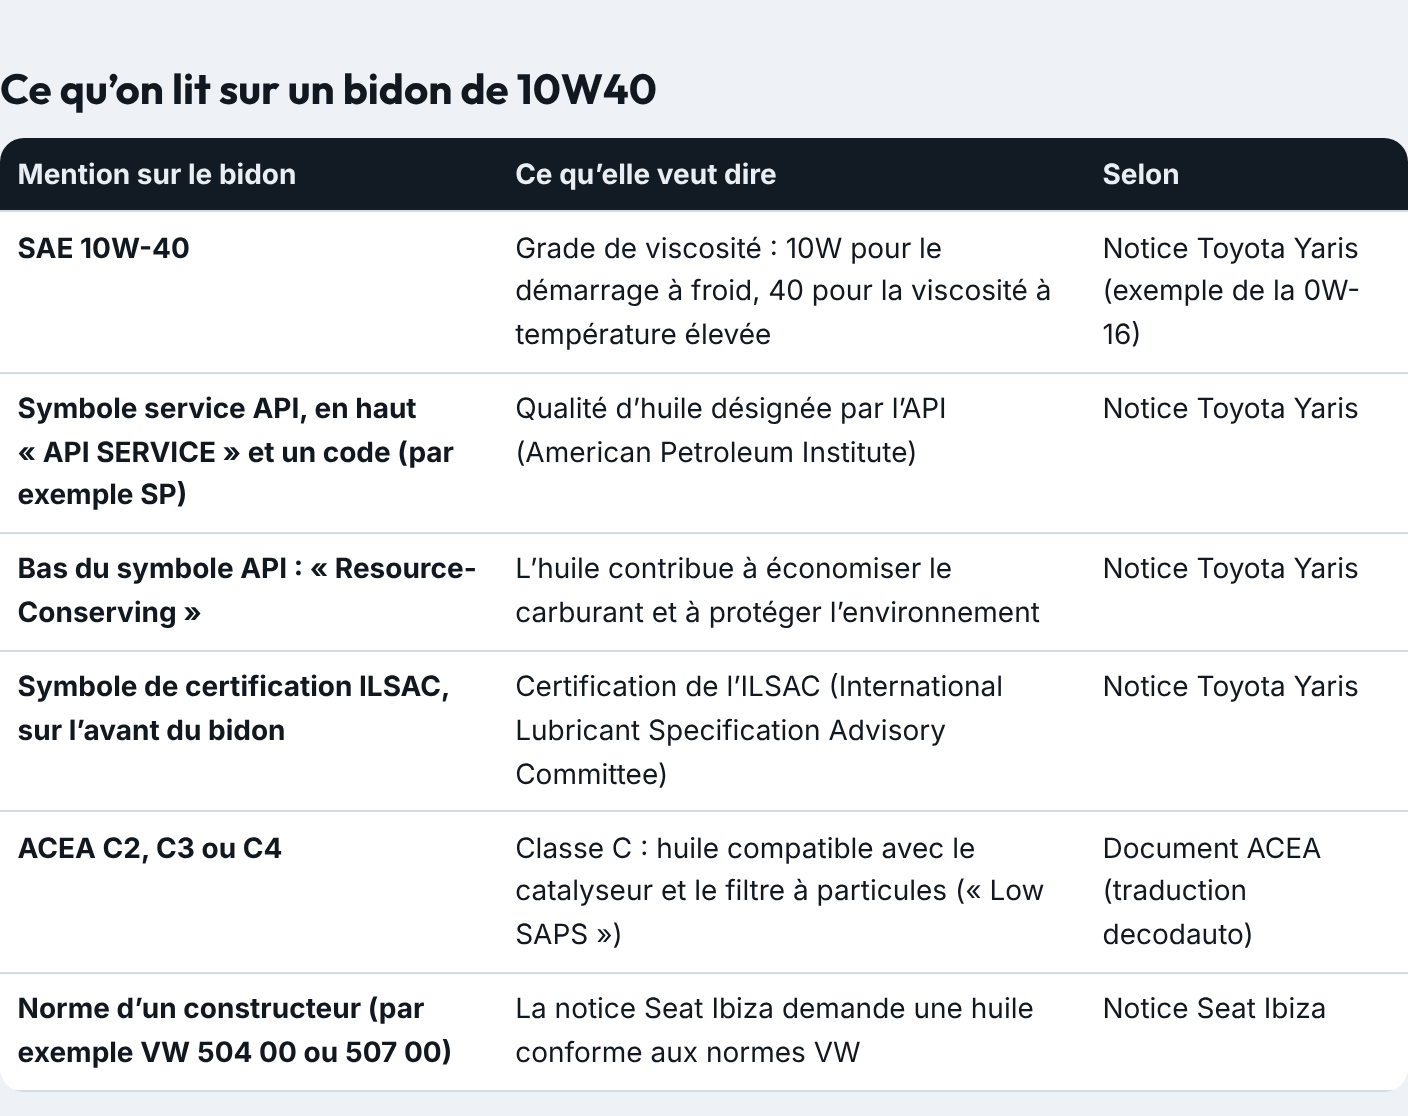 Ce qu’on lit sur un bidon de 10W40
Mention sur le bidon
Ce qu’elle veut dire
Selon
SAE 10W-40
Grade de viscosité : 10W pour le
démarrage à froid, 40 pour la viscosité à
température élevée
Notice Toyota Yaris
(exemple de la 0W-
16)
Symbole service API, en haut
« API SERVICE » et un code (par
exemple SP)
Qualité d’huile désignée par l’API
(American Petroleum Institute)
Notice Toyota Yaris
Bas du symbole API : « Resource-
Conserving »
L’huile contribue à économiser le
carburant et à protéger l’environnement
Notice Toyota Yaris
Symbole de certification ILSAC,
sur l’avant du bidon
Certification de l’ILSAC (International
Lubricant Specification Advisory
Committee)
Notice Toyota Yaris
ACEA C2, C3 ou C4
Classe C : huile compatible avec le
catalyseur et le filtre à particules (« Low
SAPS »)
Document ACEA
(traduction
decodauto)
Norme d’un constructeur (par
exemple VW 504 00 ou 507 00)
La notice Seat Ibiza demande une huile
conforme aux normes VW
Notice Seat Ibiza